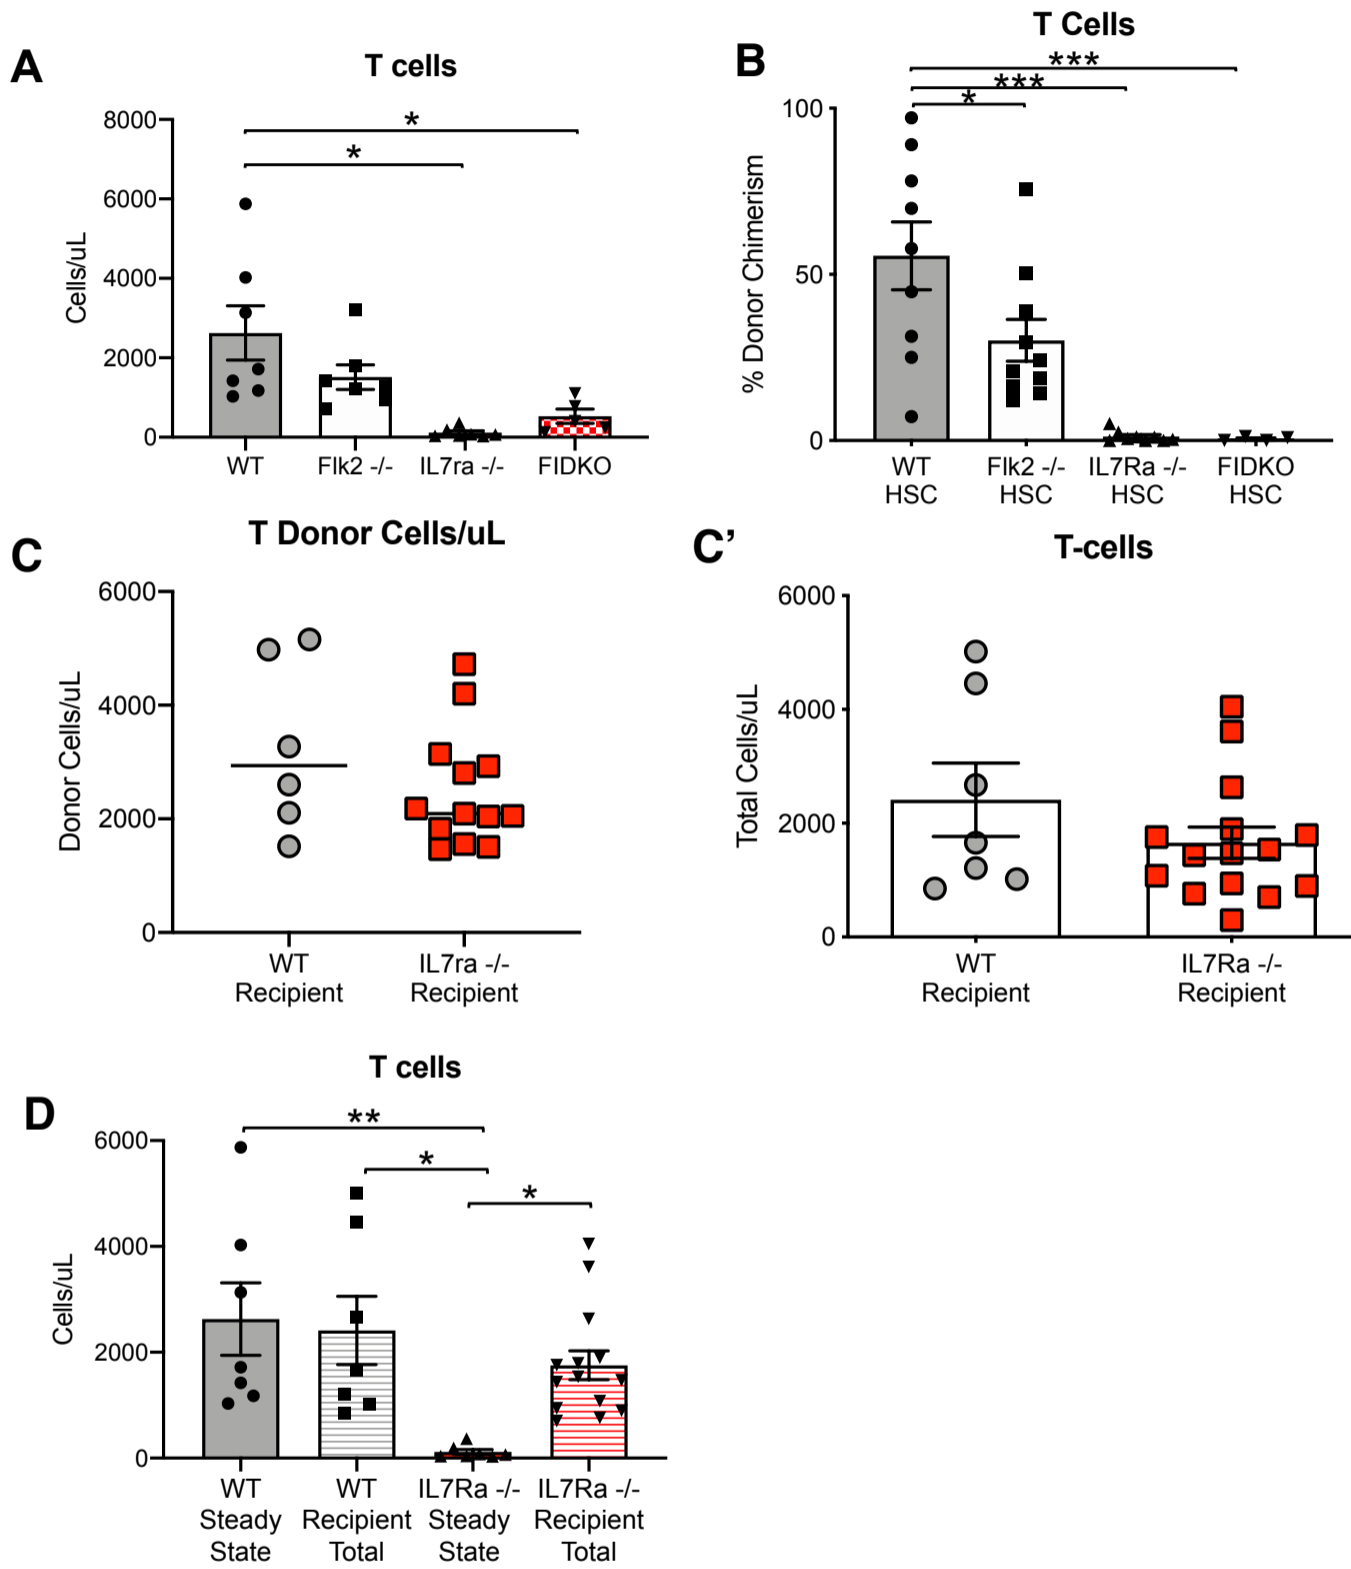 A
T cells
8000
6000
4000
2000
0
Cells/uL
*
*
WT
Flk2 -/-
IL7ra -/-
FIDKO
B
T Cells
***
***
*
100
50
0
% Donor Chimerism
WT
HSC
Flk2 -/-
HSC
IL7Ra -/-
HSC
FIDKO
HSC
C
T Donor Cells/uL
6000
4000
2000
0
Donor Cells/uL
WT
Recipient
IL7ra -/-
Recipient
C’
T-cells
6000
4000
2000
0
Total Cells/uL
WT
Recipient
IL7Ra -/-
Recipient
D
T cells
**
*
*
6000
4000
2000
0
Cells/uL
WT
Steady
State
WT
Recipient
Total
IL7Ra -/-
Steady
State
IL7Ra -/-
Recipient
Total